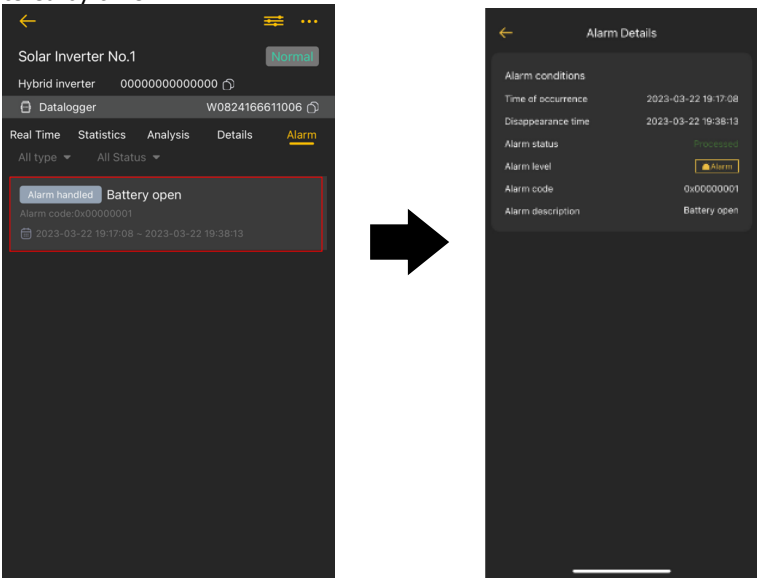 Solar Inverter No.1 Normal
Hybrid inverter 00000000000000
Datalogger W0824166611006
Real Time Statistics Analysis Details Alarm
All type All Status
Alarm handled Battery open
Alarm code:0x00000001
2023-03-22 19:17:08 ~ 2023-03-22 19:38:13
Alarm Details
Alarm conditions
Time of occurrence 2023-03-22 19:17:08
Disappearance time 2023-03-22 19:38:13
Alarm status Processed
Alarm level Alarm
Alarm code 0x00000001
Alarm description Battery open